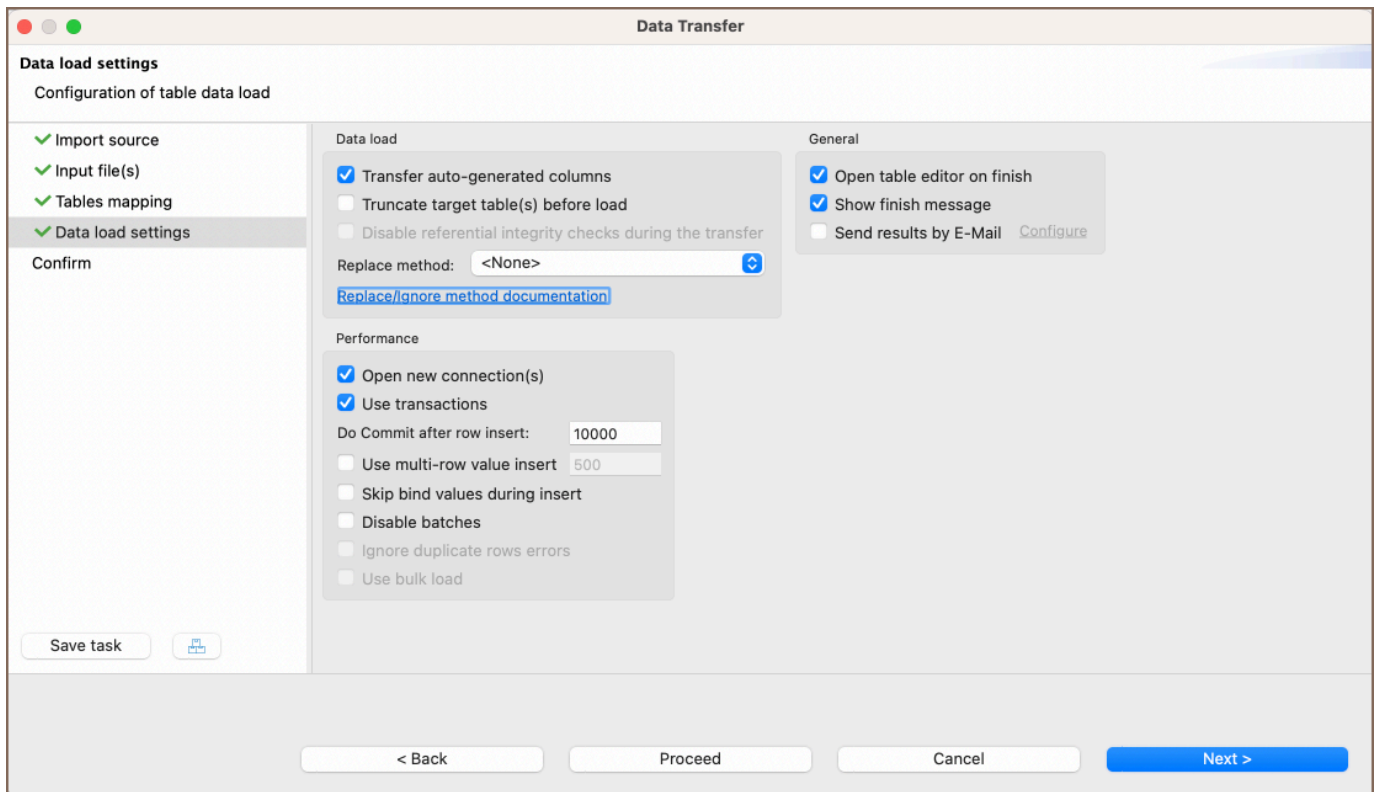 Data Transfer
Data load settings
Configuration of table data load
Import source
Input file(s)
Tables mapping
Data load settings
Confirm
Save task
Data load
Transfer auto-generated columns
Truncate target table(s) before load
Disable referential integrity checks during the transfer
Replace method: <None>
Replace/Ignore method documentation
General
Open table editor on finish
Show finish message
Send results by E-Mail Configure
Performance
Open new connection(s)
Use transactions
Do Commit after row insert: 10000
Use multi-row value insert 500
Skip bind values during insert
Disable batches
Ignore duplicate rows errors
Use bulk load
< Back Proceed Cancel Next >